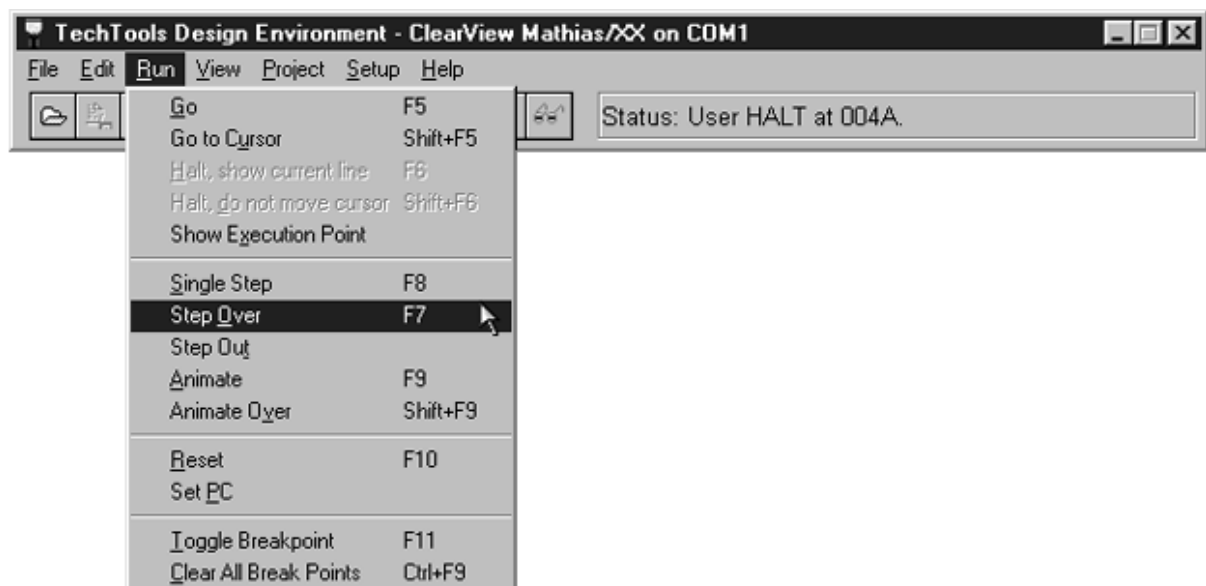 TechTools Design Environment - ClearView Mathias/XX on COM1
File Edit Run View Project Setup Help
Status: User HALT at 004A.
Go F5
Go to Cursor Shift+F5
Halt, show current line F6
Halt, do not move cursor Shift+F6
Show Execution Point
Single Step F8
Step Over F7
Step Out
Animate F9
Animate Over Shift+F9
Reset F10
Set PC
Toggle Breakpoint F11
Clear All Break Points Ctrl+F9